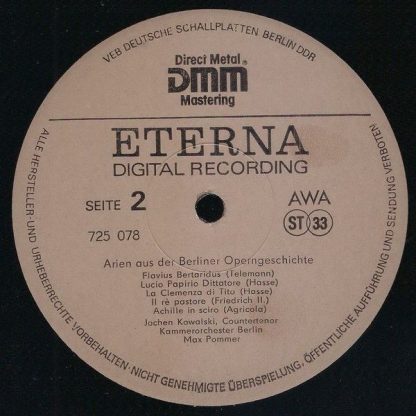 VEB DEUTSCHE SCHALLPLATTEN BERLIN DDR
Direct Metal
DMM®
Mastering
ETERNA
DIGITAL RECORDING
SEITE 2
AWA
725 078
ST 33
Arien aus der Berliner Operngeschichte
Flavius Bertaridus (Telemann)
Lucio Papirio Dittatore (Hasse)
La Clemenza di Tito (Hasse)
Il rè pastore (Friedrich II.)
Achille in sciro (Agricola)
Jochen Kowalski, Countertenor
Kammerorchester Berlin
Max Pommer
ALLE HERSTELLER- UND URHEBERRECHTE VORBEHALTEN · NICHT GENEHMIGTE ÜBERSPIELUNG, ÖFFENTLICHE AUFFÜHRUNG UND SENDUNG VERBOTEN!